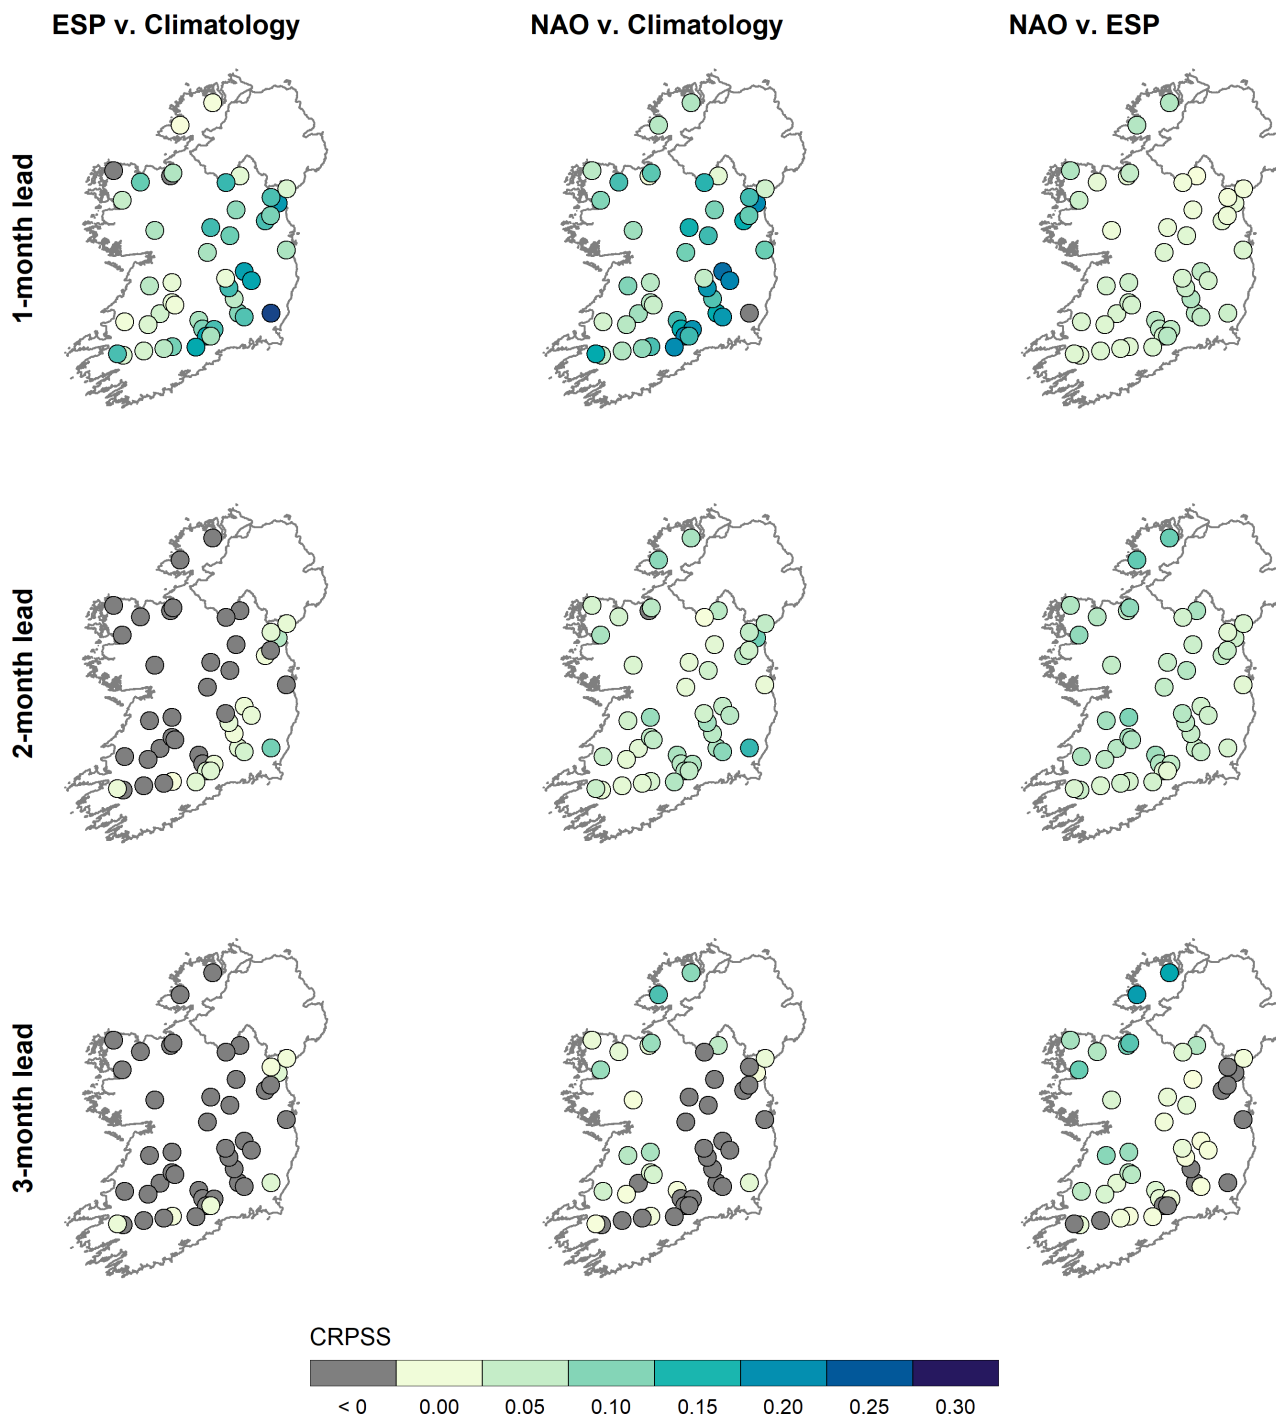 ESP v. Climatology NAO v. Climatology NAO v. ESP
1-month lead
2-month lead
3-month lead
CRPSS
< 0 0.00 0.05 0.10 0.15 0.20 0.25 0.30